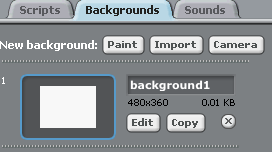 Scripts Backgrounds Sounds
New background: Paint Import Camera
1
background1
480x360 0.01 KB
Edit Copy